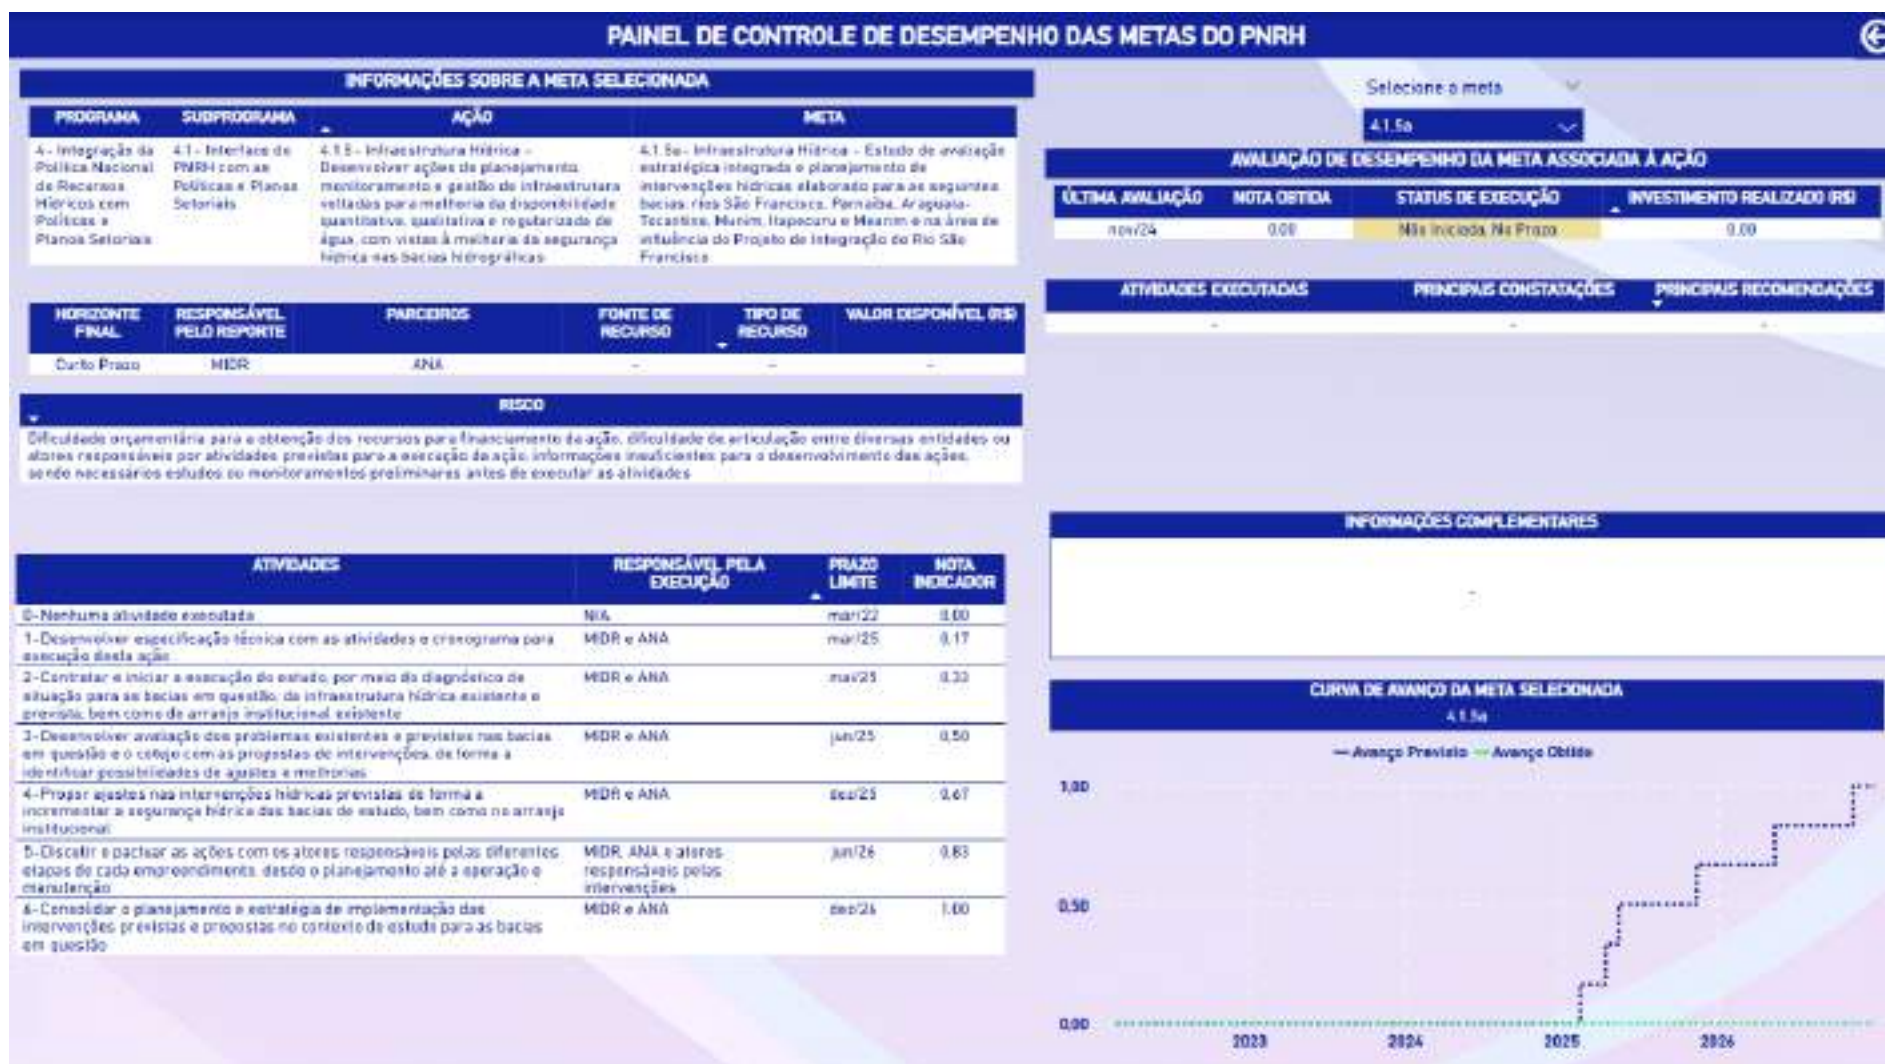 PAINEL DE CONTROLE DE DESEMPENHO DAS METAS DO PNRH
INFORMAÇÕES SOBRE A META SELECIONADA
PROGRAMA
SUBPROGRAMA
AÇÃO
META
4- Integração da
Política Nacional
de Recursos
Hídricos com
Políticas e
Planos Setoriais
4.1- Interface do
PNRH com as
Políticas e Planos
Setoriais
4.1.5- Infraestrutura Hídrica -
Desenvolver ações de planejamento,
monitoramento e gestão de infraestrutura
voltadas para melhoria da disponibilidade
quantitativa, qualitativa e regularizada de
água, com vistas à melhoria da segurança
hídrica nas bacias hidrográficas
4.1.5a- Infraestrutura Hídrica - Estudo de avaliação
estratégica integrada e planejamento de
intervenções hídricas elaborado para as seguintes
bacias: rios São Francisco, Parnaíba, Araguaia-
Tocantins, Munim, Itapecuru e Mearim e na área de
influência do Projeto de Integração do Rio São
Francisco
HORIZONTE
FINAL
RESPONSÁVEL
PELO REPORTE
PARCEIROS
FONTE DE
RECURSO
TIPO DE
RECURSO
VALOR DISPONÍVEL (R$)
Curto Prazo
MIDR
ANA
-
-
-
RISCO
Dificuldade orçamentária para a obtenção dos recursos para financiamento da ação, dificuldade de articulação entre diversas entidades ou
atores responsáveis por atividades previstas para a execução da ação, informações insuficientes para o desenvolvimento das ações,
sendo necessários estudos ou monitoramentos preliminares antes de executar as atividades
ATIVIDADES
RESPONSÁVEL PELA
EXECUÇÃO
PRAZO
LIMITE
NOTA
INDICADOR
0-Nenhuma atividade executada
N/A
mar/22
0,00
1-Desenvolver especificação técnica com as atividades e cronograma para
execução desta ação
MIDR e ANA
mar/25
0,17
2-Contratar e iniciar a execução do estudo, por meio do diagnóstico de
situação para as bacias em questão, da infraestrutura hídrica existente e
prevista, bem como de arranjo institucional existente
MIDR e ANA
mai/25
0,33
3-Desenvolver avaliação dos problemas existentes e previstos nas bacias
em questão e o cotejo com as propostas de intervenções, de forma a
identificar possibilidades de ajustes e melhorias
MIDR e ANA
jun/25
0,50
4-Propor ajustes nas intervenções hídricas previstas de forma a
incrementar a segurança hídrica das bacias de estudo, bem como no arranjo
institucional
MIDR e ANA
dez/25
0,67
5-Discutir e pactuar as ações com os atores responsáveis pelas diferentes
etapas de cada empreendimento, desde o planejamento até a operação e
manutenção
MIDR, ANA e atores
responsáveis pelas
intervenções
jun/26
0,83
6-Consolidar o planejamento e estratégia de implementação das
intervenções previstas e propostas no contexto do estudo para as bacias
em questão
MIDR e ANA
dez/26
1,00
Selecione a meta
4.1.5a
AVALIAÇÃO DE DESEMPENHO DA META ASSOCIADA À AÇÃO
ÚLTIMA AVALIAÇÃO
NOTA OBTIDA
STATUS DE EXECUÇÃO
INVESTIMENTO REALIZADO (R$)
nov/24
0,00
Não Iniciada, No Prazo
0,00
ATIVIDADES EXECUTADAS
PRINCIPAIS CONSTATAÇÕES
PRINCIPAIS RECOMENDAÇÕES
-
-
-
INFORMAÇÕES COMPLEMENTARES
-
CURVA DE AVANÇO DA META SELECIONADA
4.1.5a
Avanço Previsto
Avanço Obtido
1,00
0,50
0,00
2023
2024
2025
2026